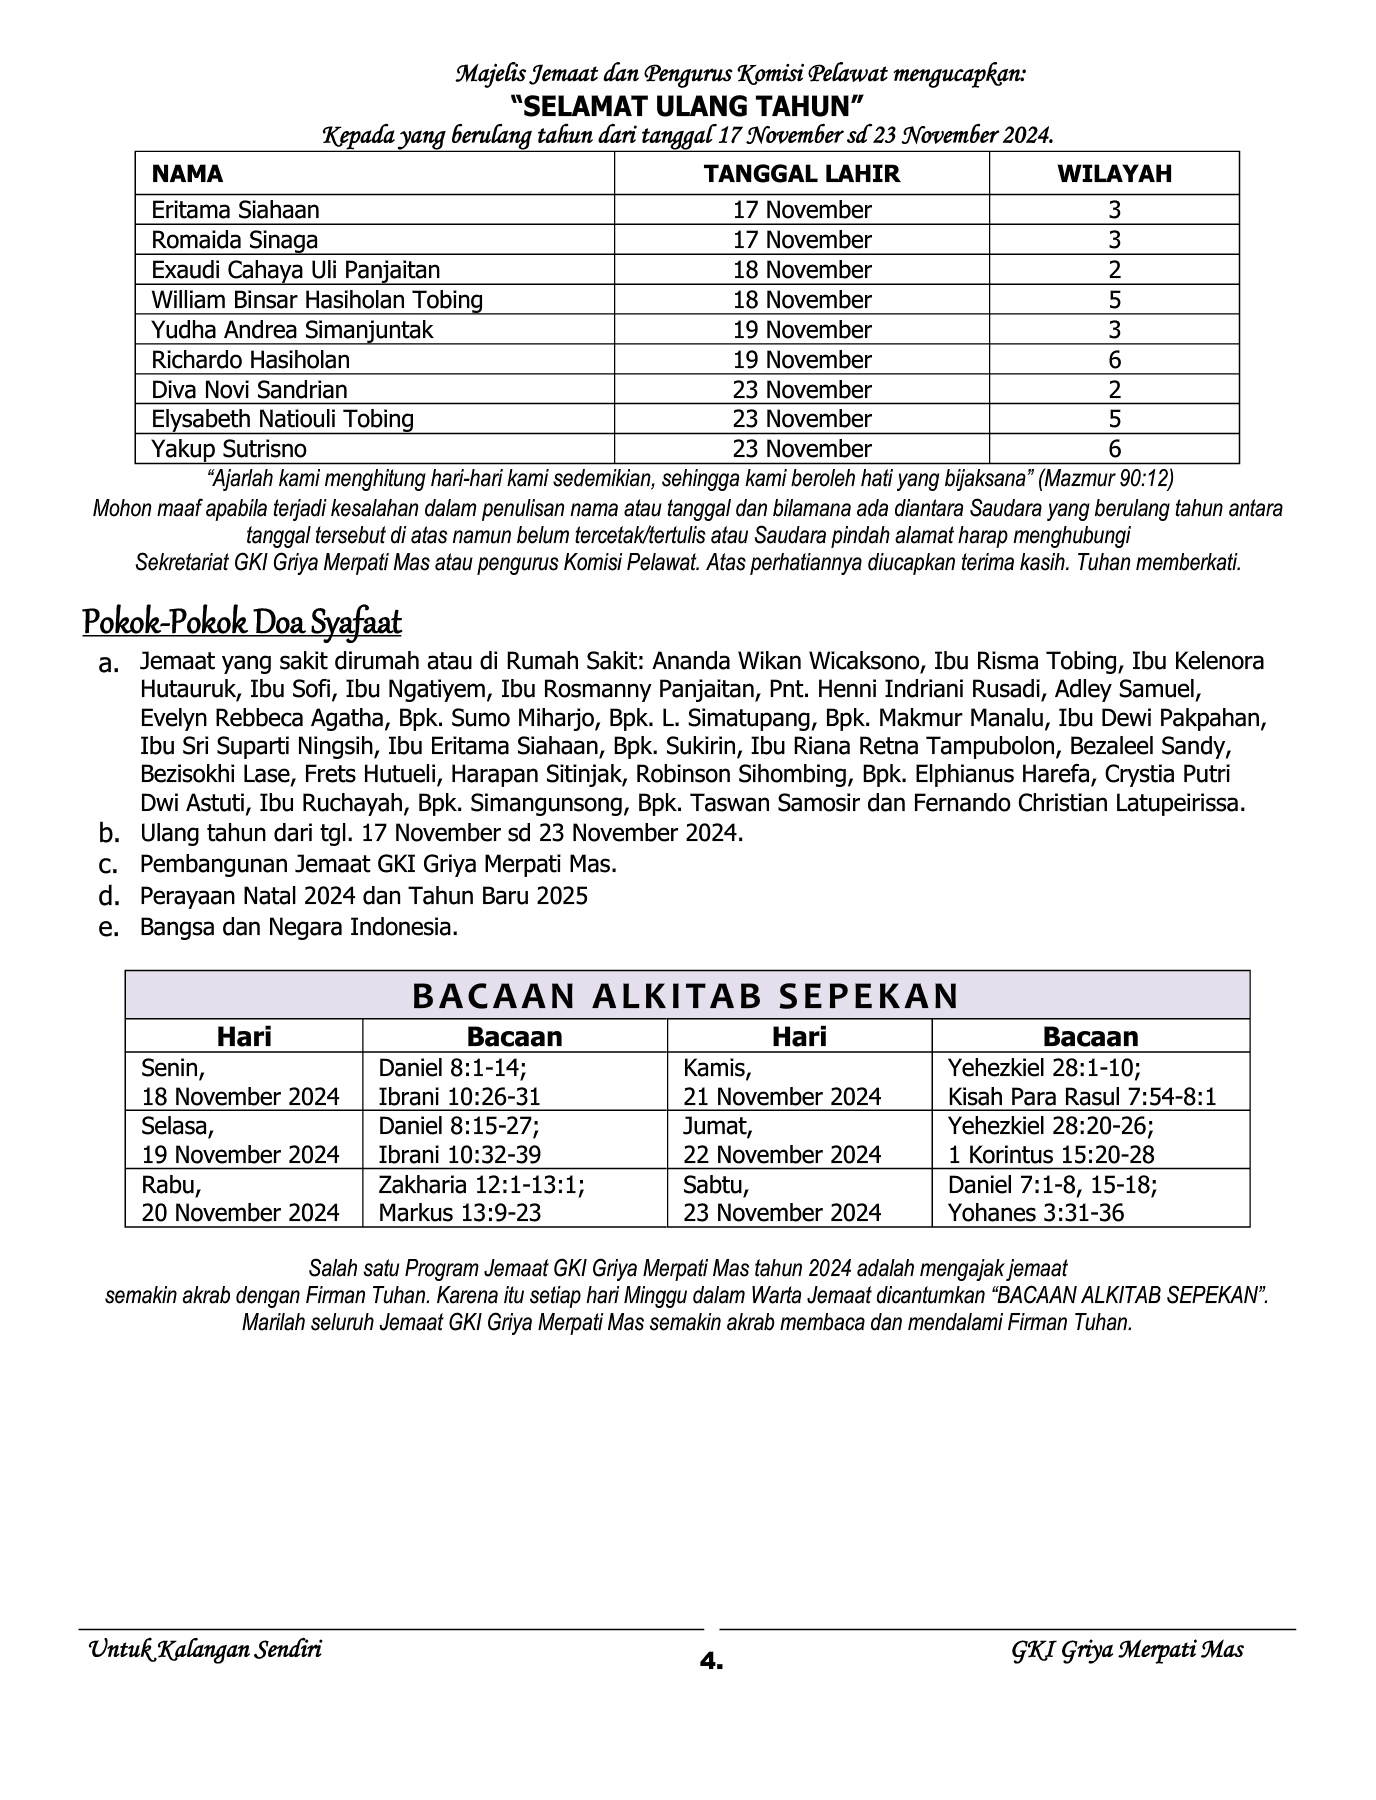 Majelis Jemaat dan Pengurus Komisi Pelawat mengucapkan:
“SELAMAT ULANG TAHUN”
Kepada yang berulang tahun dari tanggal 17 November sd 23 November 2024.
NAMA TANGGAL LAHIR WILAYAH
Eritama Siahaan 17 November 3
Romaida Sinaga 17 November 3
Exaudi Cahaya Uli Panjaitan 18 November 2
William Binsar Hasiholan Tobing 18 November 5
Yudha Andrea Simanjuntak 19 November 3
Richardo Hasiholan 19 November 6
Diva Novi Sandrian 23 November 2
Elysabeth Natiouli Tobing 23 November 5
Yakup Sutrisno 23 November 6
“Ajarlah kami menghitung hari-hari kami sedemikian, sehingga kami beroleh hati yang bijaksana” (Mazmur 90:12)
Mohon maaf apabila terjadi kesalahan dalam penulisan nama atau tanggal dan bilamana ada diantara Saudara yang berulang tahun antara
tanggal tersebut di atas namun belum tercetak/tertulis atau Saudara pindah alamat harap menghubungi
Sekretariat GKI Griya Merpati Mas atau pengurus Komisi Pelawat. Atas perhatiannya diucapkan terima kasih. Tuhan memberkati.
Pokok-Pokok Doa Syafaat
a. Jemaat yang sakit dirumah atau di Rumah Sakit: Ananda Wikan Wicaksono, Ibu Risma Tobing, Ibu Kelenora
Hutauruk, Ibu Sofi, Ibu Ngatiyem, Ibu Rosmanny Panjaitan, Pnt. Henni Indriani Rusadi, Adley Samuel,
Evelyn Rebbeca Agatha, Bpk. Sumo Miharjo, Bpk. L. Simatupang, Bpk. Makmur Manalu, Ibu Dewi Pakpahan,
Ibu Sri Suparti Ningsih, Ibu Eritama Siahaan, Bpk. Sukirin, Ibu Riana Retna Tampubolon, Bezaleel Sandy,
Bezisokhi Lase, Frets Hutueli, Harapan Sitinjak, Robinson Sihombing, Bpk. Elphianus Harefa, Crystia Putri
Dwi Astuti, Ibu Ruchayah, Bpk. Simangunsong, Bpk. Taswan Samosir dan Fernando Christian Latupeirissa.
b. Ulang tahun dari tgl. 17 November sd 23 November 2024.
c. Pembangunan Jemaat GKI Griya Merpati Mas.
d. Perayaan Natal 2024 dan Tahun Baru 2025
e. Bangsa dan Negara Indonesia.
BACAAN ALKITAB SEPEKAN
Hari Bacaan Hari Bacaan
Senin, Daniel 8:1-14; Kamis, Yehezkiel 28:1-10;
18 November 2024 Ibrani 10:26-31 21 November 2024 Kisah Para Rasul 7:54-8:1
Selasa, Daniel 8:15-27; Jumat, Yehezkiel 28:20-26;
19 November 2024 Ibrani 10:32-39 22 November 2024 1 Korintus 15:20-28
Rabu, Zakharia 12:1-13:1; Sabtu, Daniel 7:1-8, 15-18;
20 November 2024 Markus 13:9-23 23 November 2024 Yohanes 3:31-36
Salah satu Program Jemaat GKI Griya Merpati Mas tahun 2024 adalah mengajak jemaat
semakin akrab dengan Firman Tuhan. Karena itu setiap hari Minggu dalam Warta Jemaat dicantumkan “BACAAN ALKITAB SEPEKAN”.
Marilah seluruh Jemaat GKI Griya Merpati Mas semakin akrab membaca dan mendalami Firman Tuhan.
Untuk Kalangan Sendiri GKI Griya Merpati Mas
4.